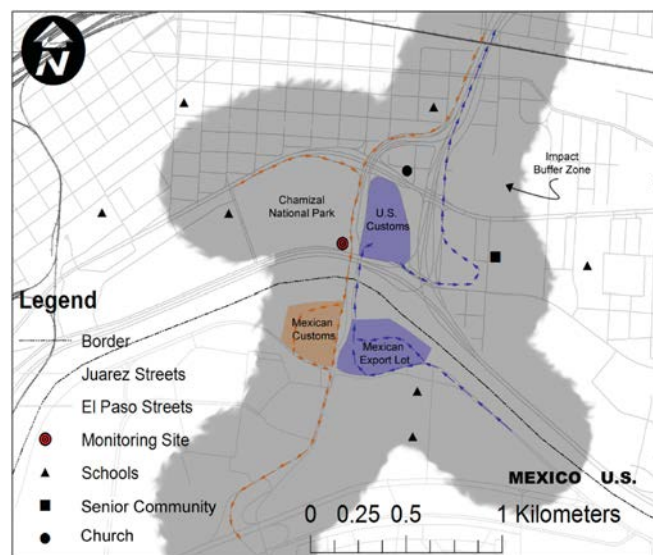 N
Impact
Buffer Zone
Chamizal
National Park
U.S.
Customs
Legend
Border
Juarez Streets
El Paso Streets
Monitoring Site
Schools
Senior Community
Church
Mexican
Customs
Mexican
Export Lot
MEXICO U.S.
0 0.25 0.5 1 Kilometers